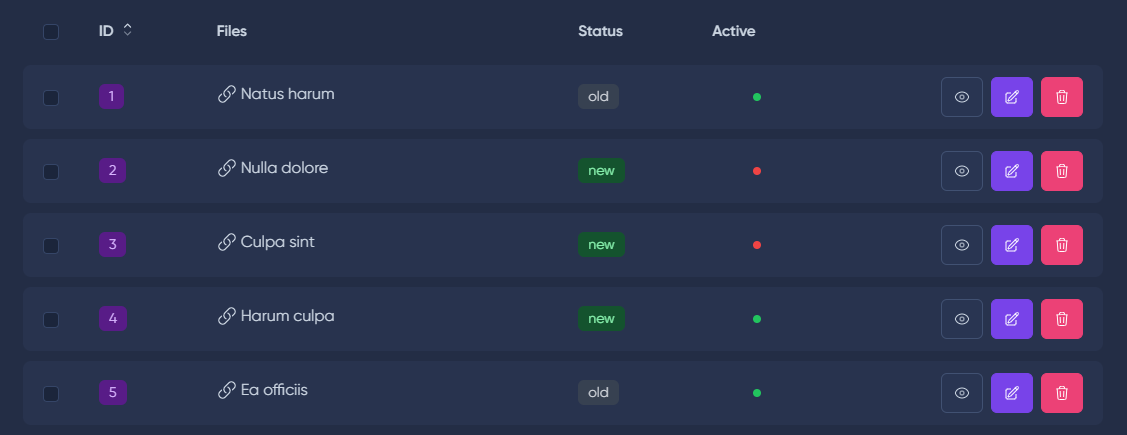 ID Files Status Active
1 Natus harum old
2 Nulla dolore new
3 Culpa sint new
4 Harum culpa new
5 Ea officiis old